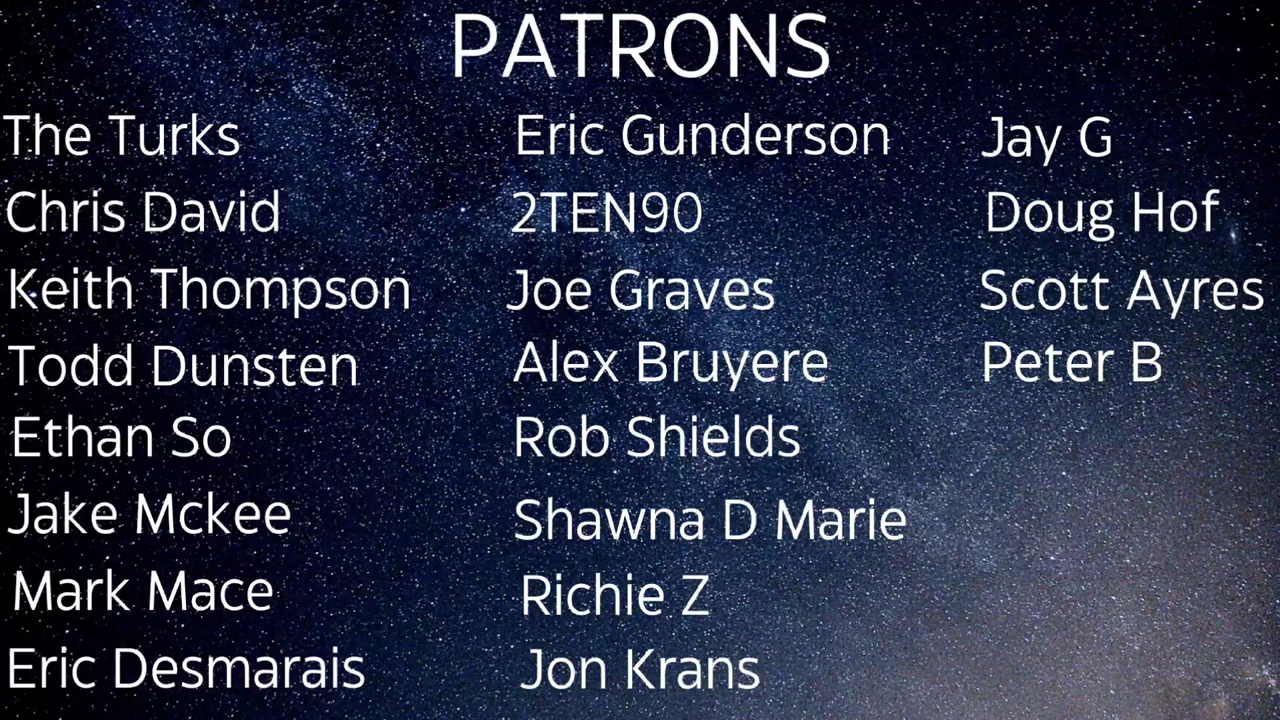 PATRONS
The Turks
Chris David
Keith Thompson
Todd Dunsten
Ethan So
Jake Mckee
Mark Mace
Eric Desmarais
Eric Gunderson
2TEN90
Joe Graves
Alex Bruyere
Rob Shields
Shawna D Marie
Richie Z
Jon Krans
Jay G
Doug Hof
Scott Ayres
Peter B